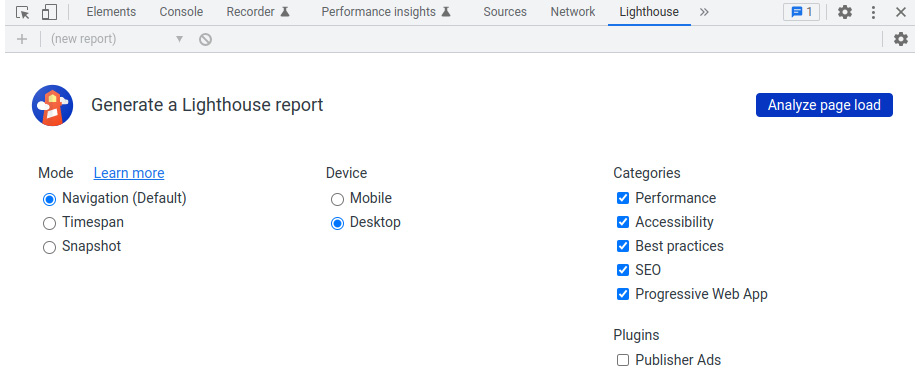 Elements Console Recorder Performance insights Sources Network Lighthouse » 1
(new report)
Generate a Lighthouse report Analyze page load
Mode Learn more Device Categories
Navigation (Default) Mobile Performance
Timespan Desktop Accessibility
Snapshot Best practices
SEO
Progressive Web App
Plugins
Publisher Ads